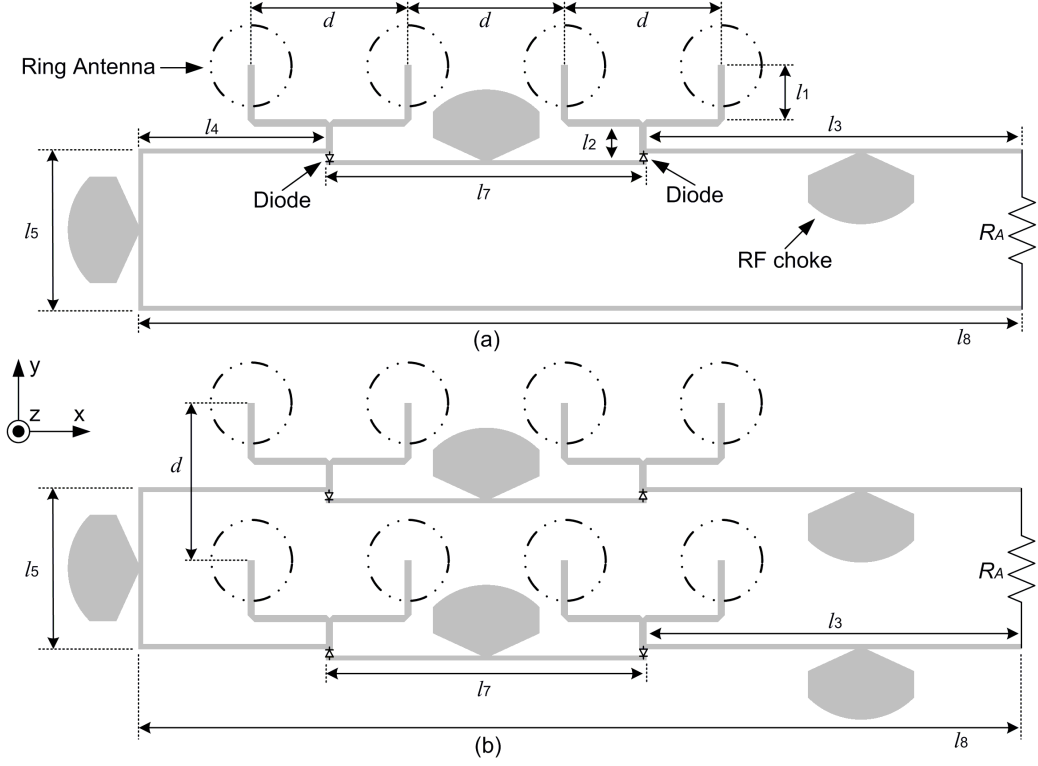 d d d
Ring Antenna
l1
l4 l3
l2
Diode l7 Diode
l5
RF choke RA
l8
(a)
y
z x
d
l5 RA
l3
l7
l8
(b)